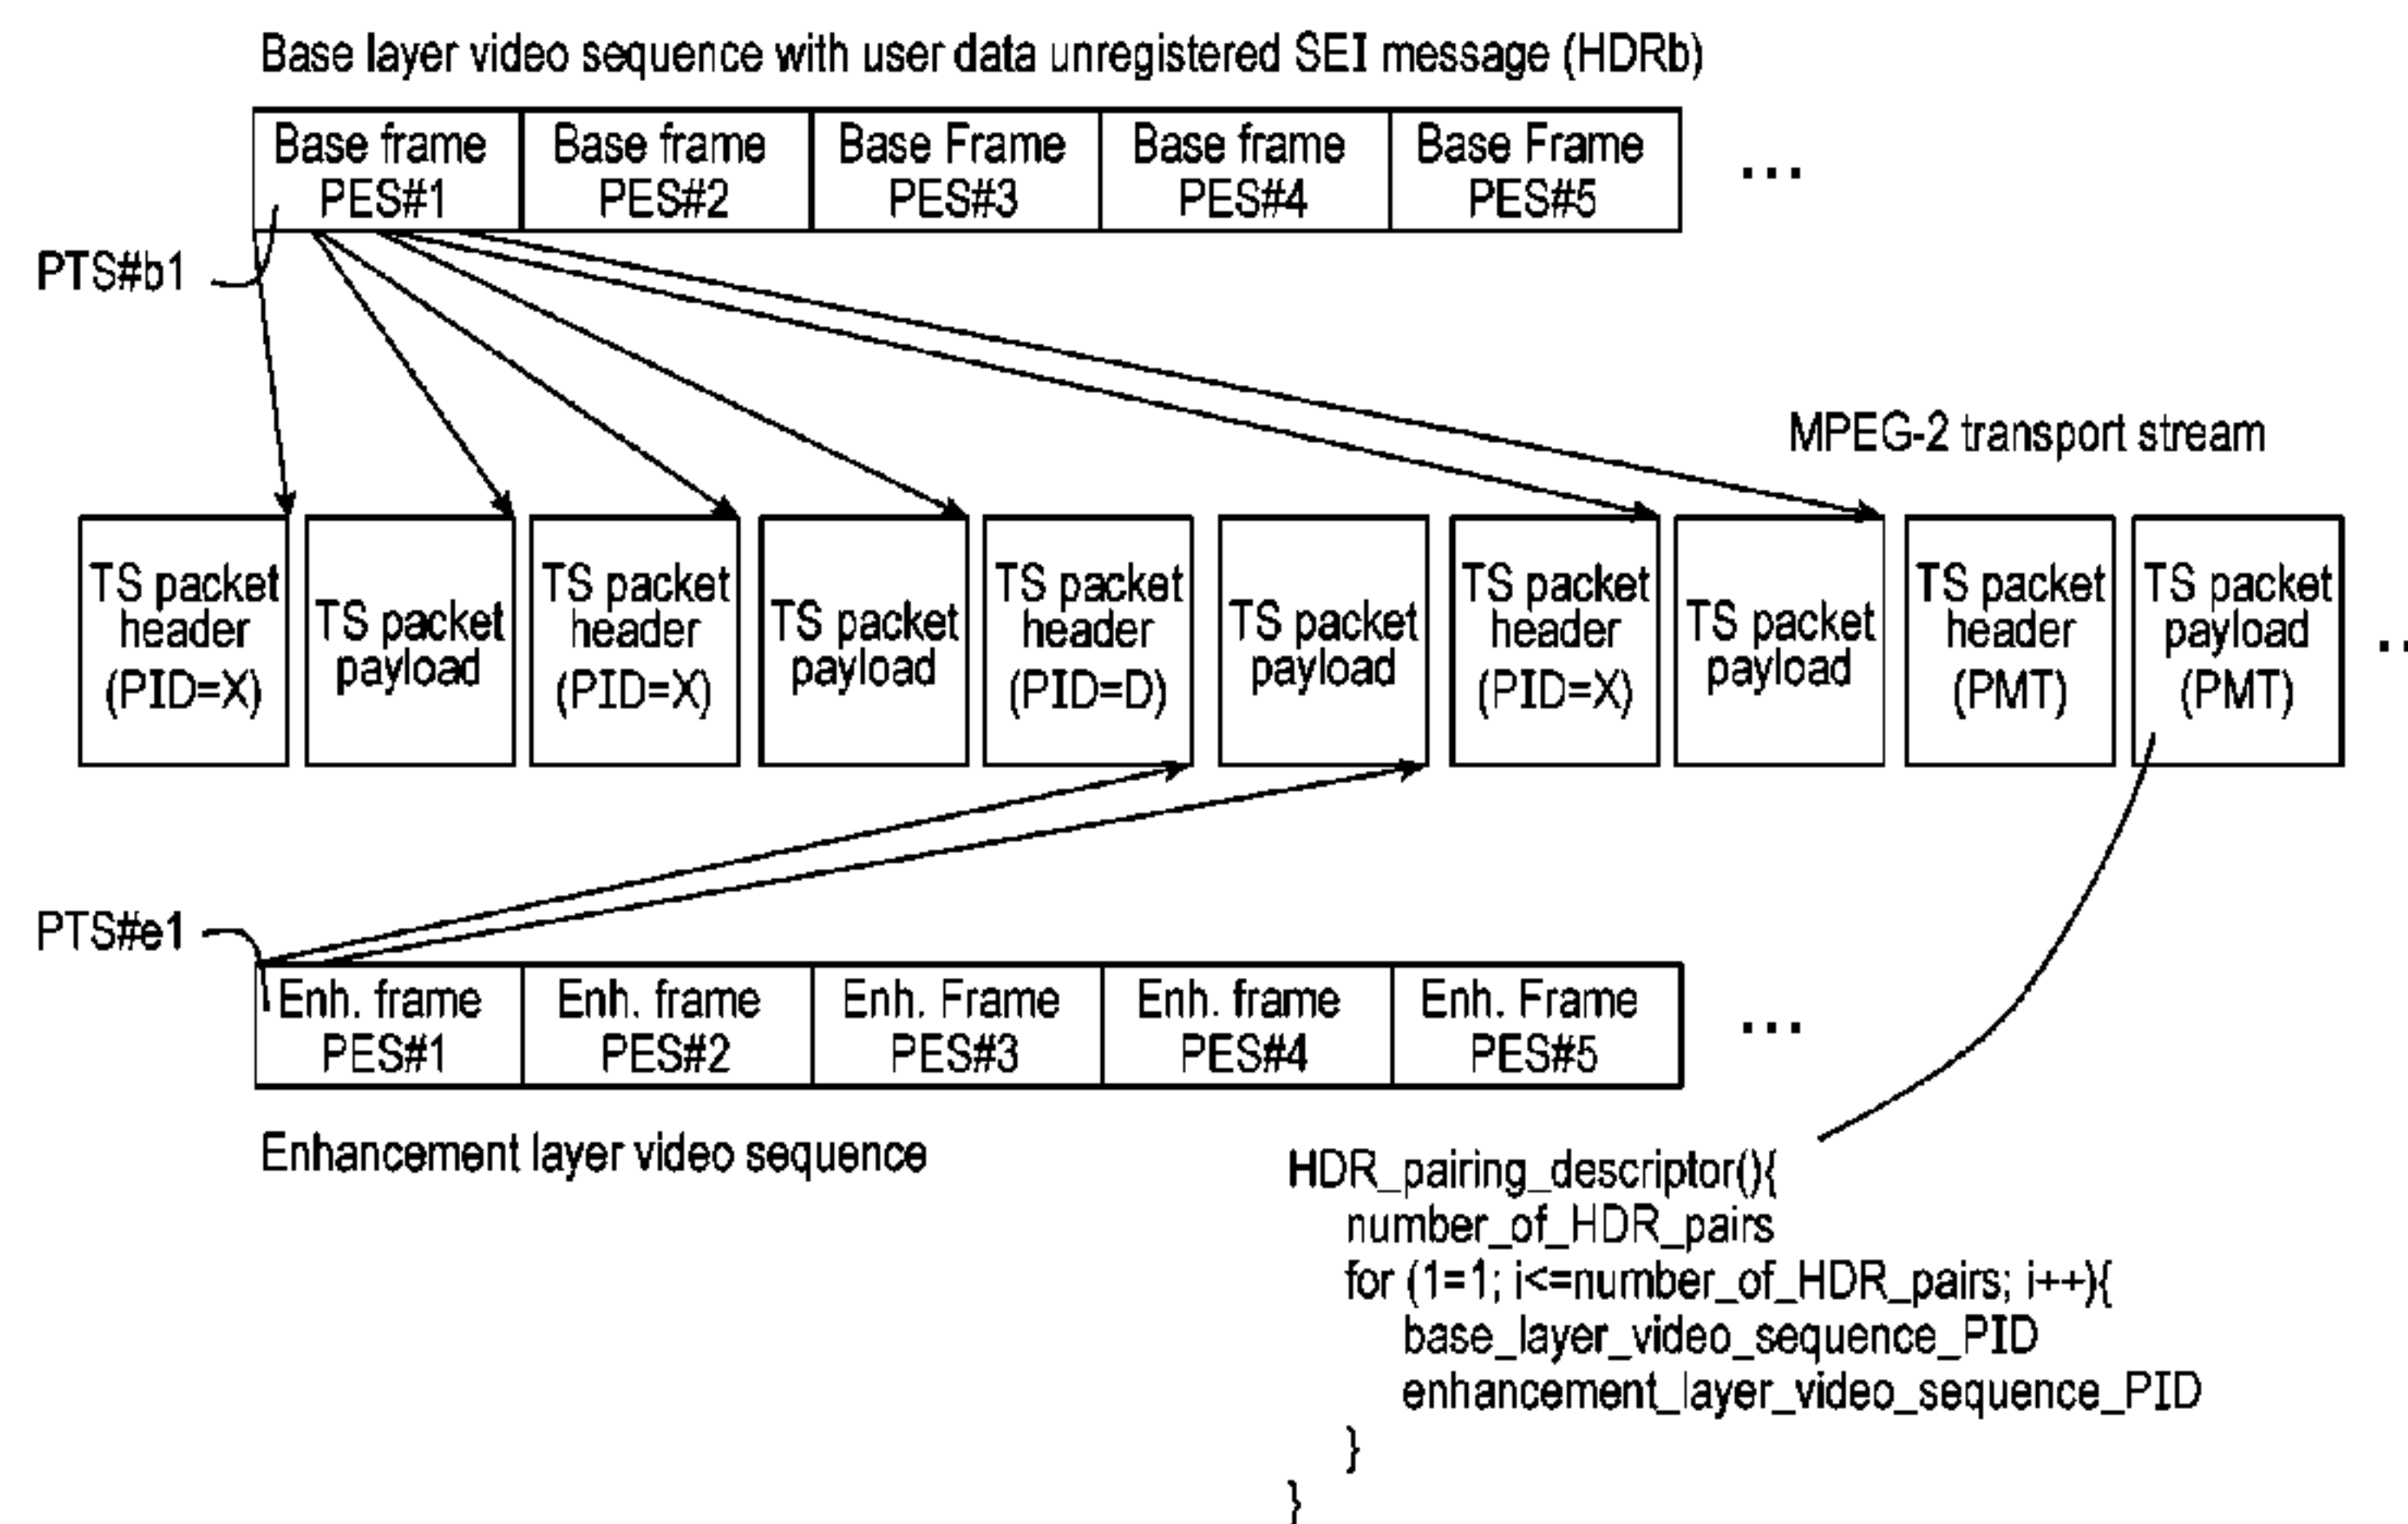 Base layer video sequence with user data unregistered SEI message (HDRb)
Base frame
PES#1
Base frame
PES#2
Base Frame
PES#3
Base frame
PES#4
Base Frame
PES#5
...
PTS#b1
MPEG-2 transport stream
TS packet
header
(PID=X)
TS packet
payload
TS packet
header
(PID=X)
TS packet
payload
TS packet
header
(PID=D)
TS packet
payload
TS packet
header
(PID=X)
TS packet
payload
TS packet
header
(PMT)
TS packet
payload
(PMT)
..
PTS#e1
Enh. frame
PES#1
Enh. frame
PES#2
Enh. Frame
PES#3
Enh. frame
PES#4
Enh. Frame
PES#5
...
Enhancement layer video sequence
HDR_pairing_descriptor(){
number_of_HDR_pairs
for (1=1; i<=number_of_HDR_pairs; i++){
base_layer_video_sequence_PID
enhancement_layer_video_sequence_PID
}
}